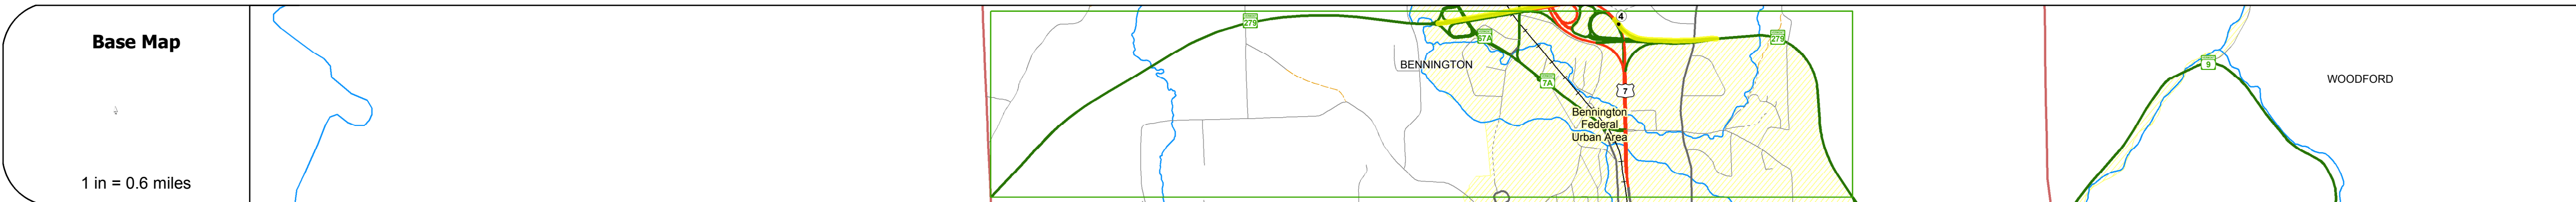 Base Map
1 in = 0.6 miles
279
67A
4
279
BENNINGTON
7A
7
Bennington
Federal
Urban Area
9
WOODFORD